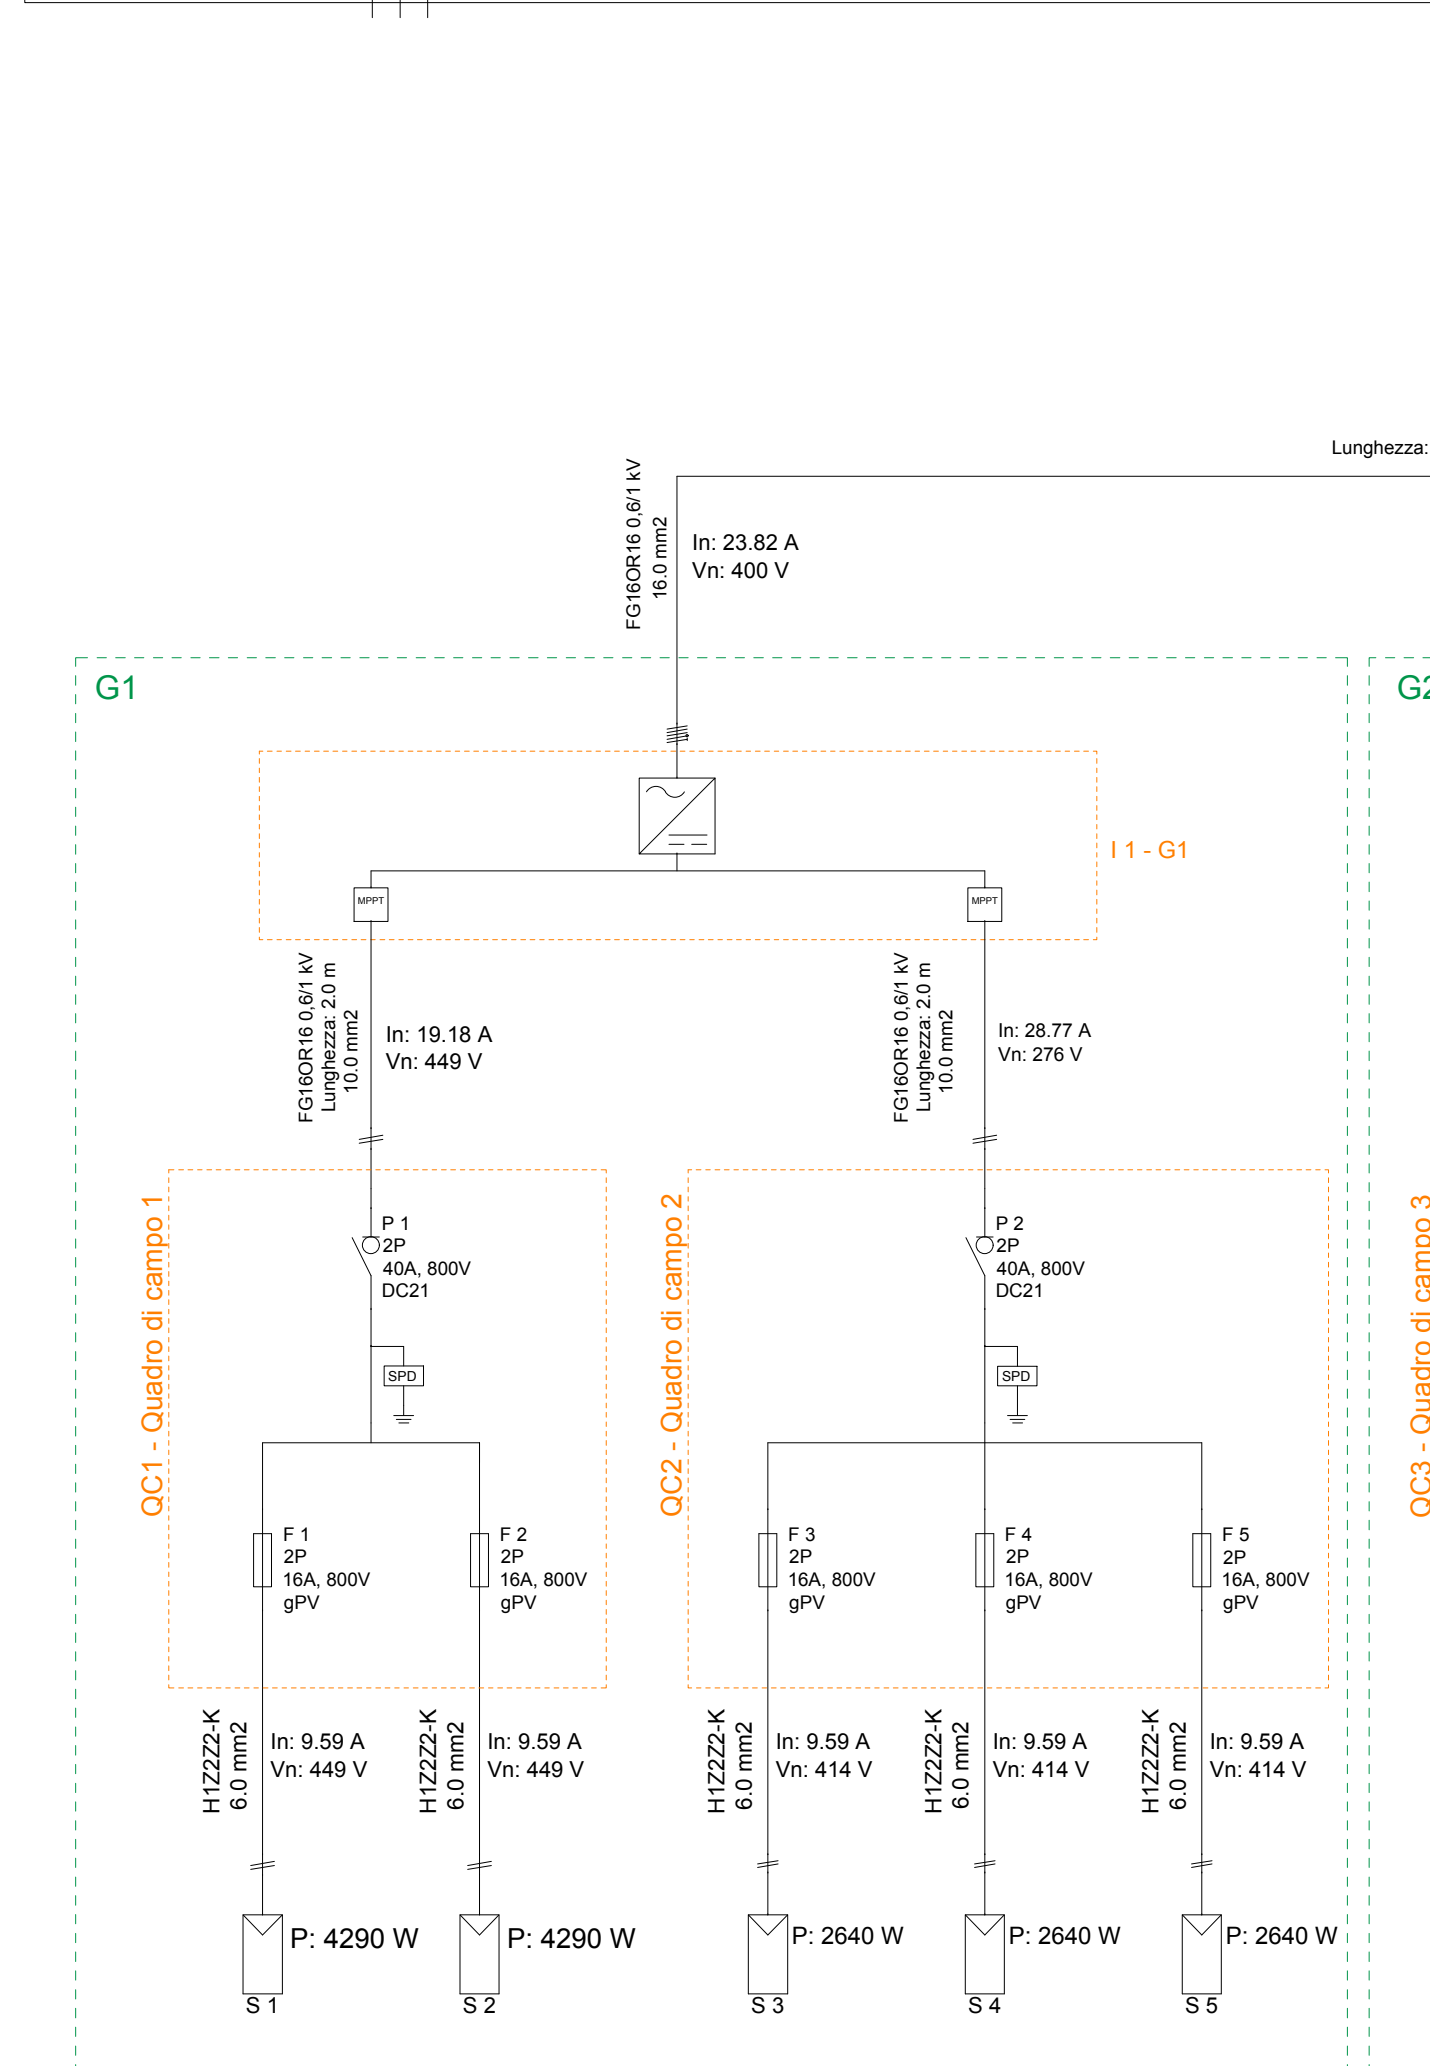 Lunghezza:
FG16OR16 0,6/1 kV
16.0 mm2
In: 23.82 A
Vn: 400 V
G1
I 1 - G1
MPPT
MPPT
FG16OR16 0,6/1 kV
Lunghezza: 2.0 m
10.0 mm2
In: 19.18 A
Vn: 449 V
FG16OR16 0,6/1 kV
Lunghezza: 2.0 m
10.0 mm2
In: 28.77 A
Vn: 276 V
QC1 - Quadro di campo 1
P 1
2P
40A, 800V
DC21
SPD
QC2 - Quadro di campo 2
P 2
2P
40A, 800V
DC21
SPD
QC3 - Quadro di campo 3
F 1
2P
16A, 800V
gPV
F 2
2P
16A, 800V
gPV
F 3
2P
16A, 800V
gPV
F 4
2P
16A, 800V
gPV
F 5
2P
16A, 800V
gPV
H1Z2Z2-K
6.0 mm2
In: 9.59 A
Vn: 449 V
H1Z2Z2-K
6.0 mm2
In: 9.59 A
Vn: 449 V
H1Z2Z2-K
6.0 mm2
In: 9.59 A
Vn: 414 V
H1Z2Z2-K
6.0 mm2
In: 9.59 A
Vn: 414 V
H1Z2Z2-K
6.0 mm2
In: 9.59 A
Vn: 414 V
P: 4290 W
S 1
P: 4290 W
S 2
P: 2640 W
S 3
P: 2640 W
S 4
P: 2640 W
S 5